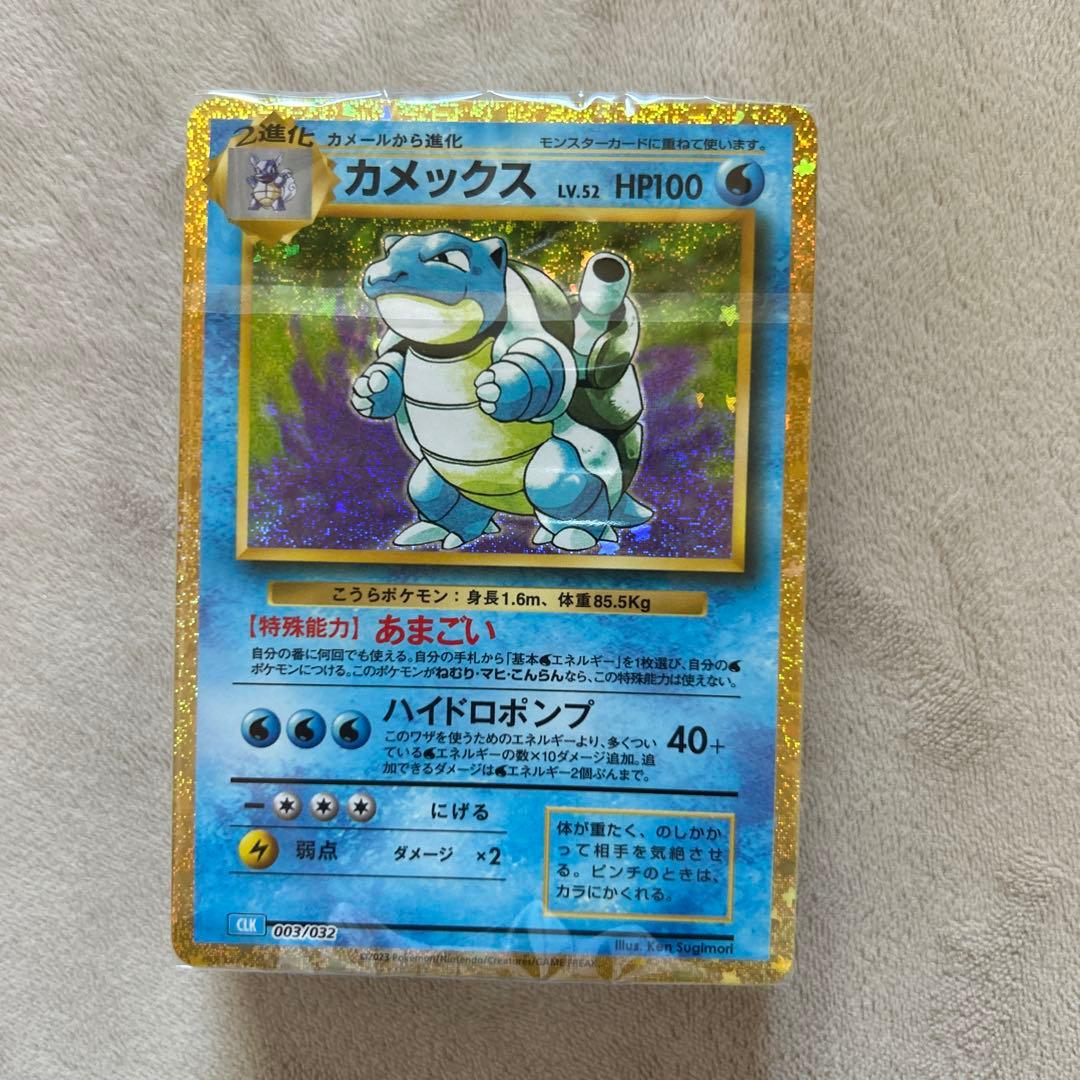 2進化 カメールから進化 モンスターカードに重ねて使います。
カメックス LV.52 HP100
こうらポケモン：身長1.6m、体重85.5Kg
【特殊能力】あまごい
自分の番に何回でも使える。自分の手札から「基本エネルギー」を1枚選び、自分の
ポケモンにつける。このポケモンがねむり・マヒ・こんらんなら、この特殊能力は使えない。
ハイドロポンプ
このワザを使うためのエネルギーより、多くつい
ているエネルギーの数×10ダメージ追加。追
加できるダメージはエネルギー2個ぶんまで。
40+
ー にげる
弱点 ダメージ ×2
体が重たく、のしかか
って相手を気絶させ
る。ピンチのときは、
カラにかくれる。
CLK 003/032
Illus. Ken Sugimori
©2023 Pokémon/Nintendo/Creatures/GAME FREAK